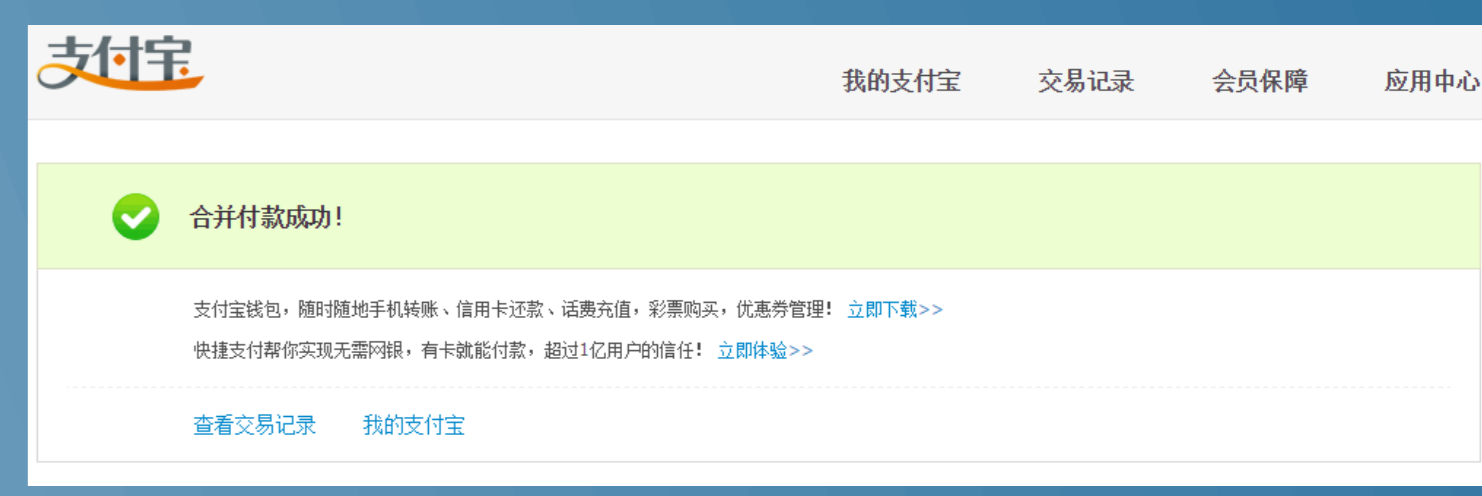 支付宝
我的支付宝 交易记录 会员保障 应用中心
合并付款成功!
支付宝钱包，随时随地手机转账、信用卡还款、话费充值，彩票购买，优惠券管理! 立即下载>>
快捷支付帮你实现无需网银，有卡就能付款，超过1亿用户的信任! 立即体验>>
查看交易记录 我的支付宝